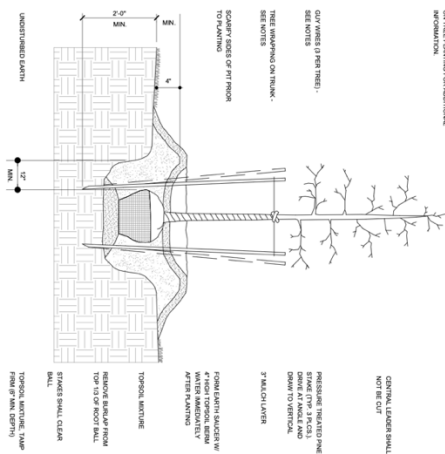 INFORMATION.
GUY WIRES (3 PER TREE) -
SEE NOTES
TREE WRAPPING ON TRUNK -
SEE NOTES
SCARIFY SIDES OF PIT PRIOR
TO PLANTING
UNDISTURBED EARTH
MIN.
4"
2'-0"
MIN.
12"
MIN.
CENTRAL LEADER SHALL
NOT BE CUT
PRESSURE TREATED PINE
STAKE (TYP. 3 PLCS.)
DRIVE AT ANGLE AND
DRAW TO VERTICAL
3" MULCH LAYER
FORM EARTH SAUCER W/
4" HIGH TOPSOIL BERM
WATER IMMEDIATELY
AFTER PLANTING
TOPSOIL MIXTURE
REMOVE BURLAP FROM
TOP 1/3 OF ROOT BALL
STAKES SHALL CLEAR
BALL
TOPSOIL MIXTURE, TAMP
FIRM (6" MIN. DEPTH)